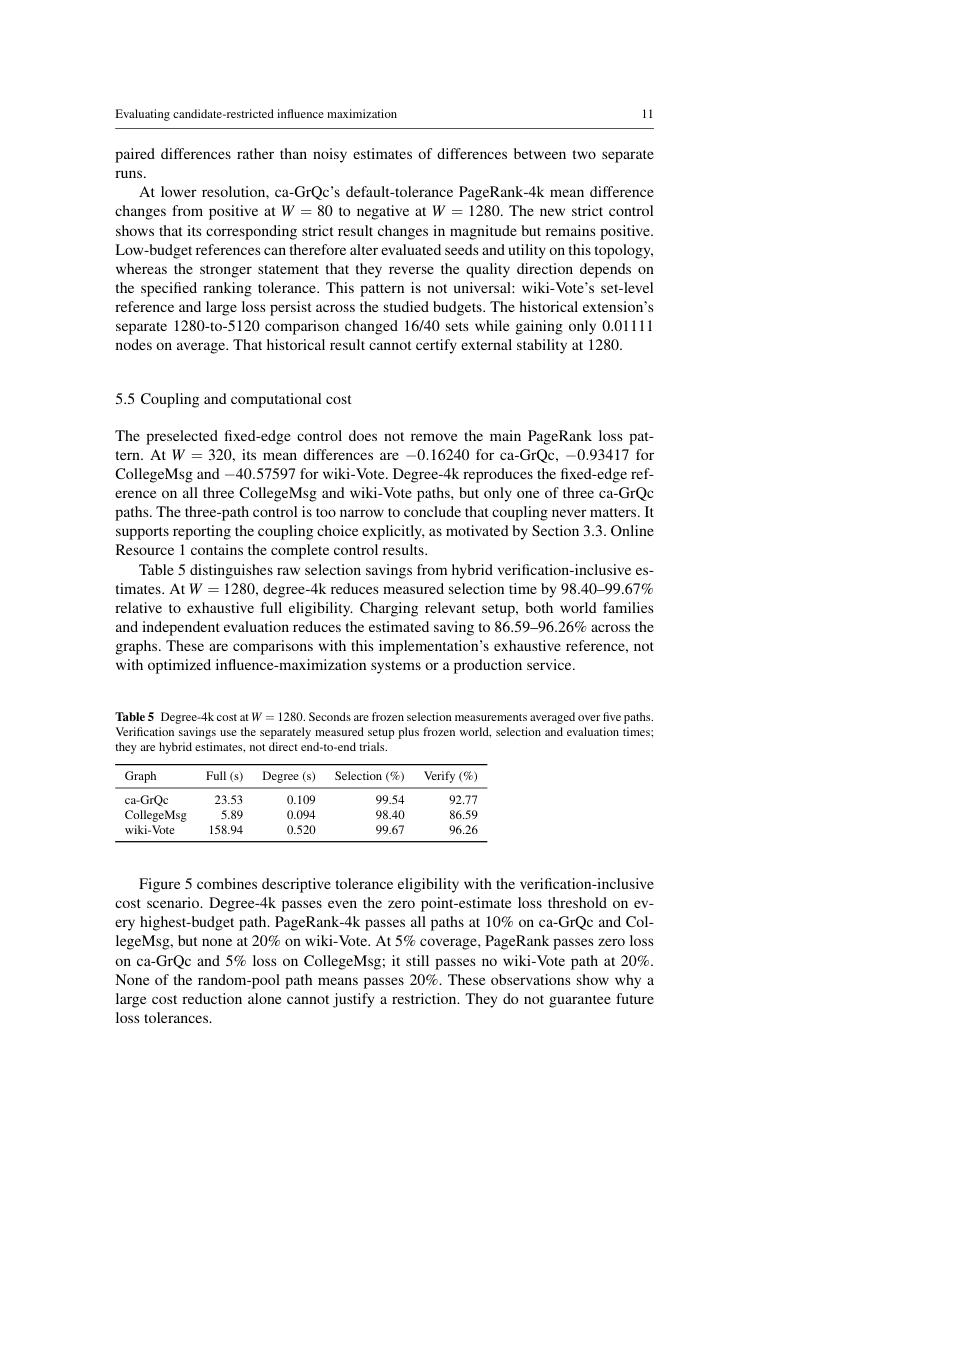 Evaluating candidate-restricted influence maximization 11
paired differences rather than noisy estimates of differences between two separate
runs.
At lower resolution, ca-GrQc's default-tolerance PageRank-4k mean difference
changes from positive at W = 80 to negative at W = 1280. The new strict control
shows that its corresponding strict result changes in magnitude but remains positive.
Low-budget references can therefore alter evaluated seeds and utility on this topology,
whereas the stronger statement that they reverse the quality direction depends on
the specified ranking tolerance. This pattern is not universal: wiki-Vote's set-level
reference and large loss persist across the studied budgets. The historical extension's
separate 1280-to-5120 comparison changed 16/40 sets while gaining only 0.01111
nodes on average. That historical result cannot certify external stability at 1280.
5.5 Coupling and computational cost
The preselected fixed-edge control does not remove the main PageRank loss pat-
tern. At W = 320, its mean differences are −0.16240 for ca-GrQc, −0.93417 for
CollegeMsg and −40.57597 for wiki-Vote. Degree-4k reproduces the fixed-edge ref-
erence on all three CollegeMsg and wiki-Vote paths, but only one of three ca-GrQc
paths. The three-path control is too narrow to conclude that coupling never matters. It
supports reporting the coupling choice explicitly, as motivated by Section 3.3. Online
Resource 1 contains the complete control results.
Table 5 distinguishes raw selection savings from hybrid verification-inclusive es-
timates. At W = 1280, degree-4k reduces measured selection time by 98.40–99.67%
relative to exhaustive full eligibility. Charging relevant setup, both world families
and independent evaluation reduces the estimated saving to 86.59–96.26% across the
graphs. These are comparisons with this implementation's exhaustive reference, not
with optimized influence-maximization systems or a production service.
Table 5 Degree-4k cost at W = 1280. Seconds are frozen selection measurements averaged over five paths.
Verification savings use the separately measured setup plus frozen world, selection and evaluation times;
they are hybrid estimates, not direct end-to-end trials.
Graph Full (s) Degree (s) Selection (%) Verify (%)
ca-GrQc 23.53 0.109 99.54 92.77
CollegeMsg 5.89 0.094 98.40 86.59
wiki-Vote 158.94 0.520 99.67 96.26
Figure 5 combines descriptive tolerance eligibility with the verification-inclusive
cost scenario. Degree-4k passes even the zero point-estimate loss threshold on ev-
ery highest-budget path. PageRank-4k passes all paths at 10% on ca-GrQc and Col-
legeMsg, but none at 20% on wiki-Vote. At 5% coverage, PageRank passes zero loss
on ca-GrQc and 5% loss on CollegeMsg; it still passes no wiki-Vote path at 20%.
None of the random-pool path means passes 20%. These observations show why a
large cost reduction alone cannot justify a restriction. They do not guarantee future
loss tolerances.